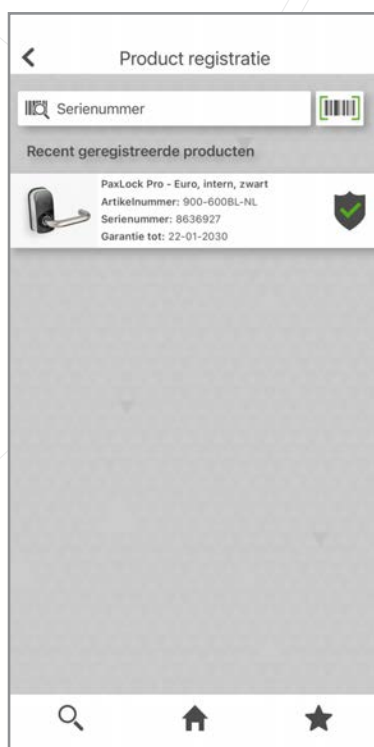 Product registratie
Serienummer
Recent geregistreerde producten
PaxLock Pro - Euro, intern, zwart
Artikelnummer: 900-600BL-NL
Serienummer: 8636927
Garantie tot: 22-01-2030